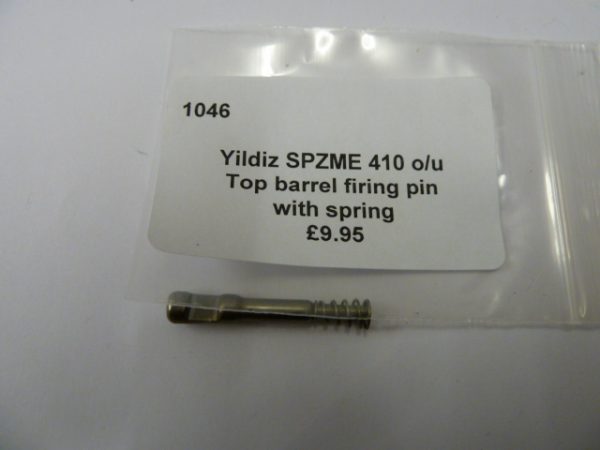 1046
Yildiz SPZME 410 o/u
Top barrel firing pin
with spring
£9.95